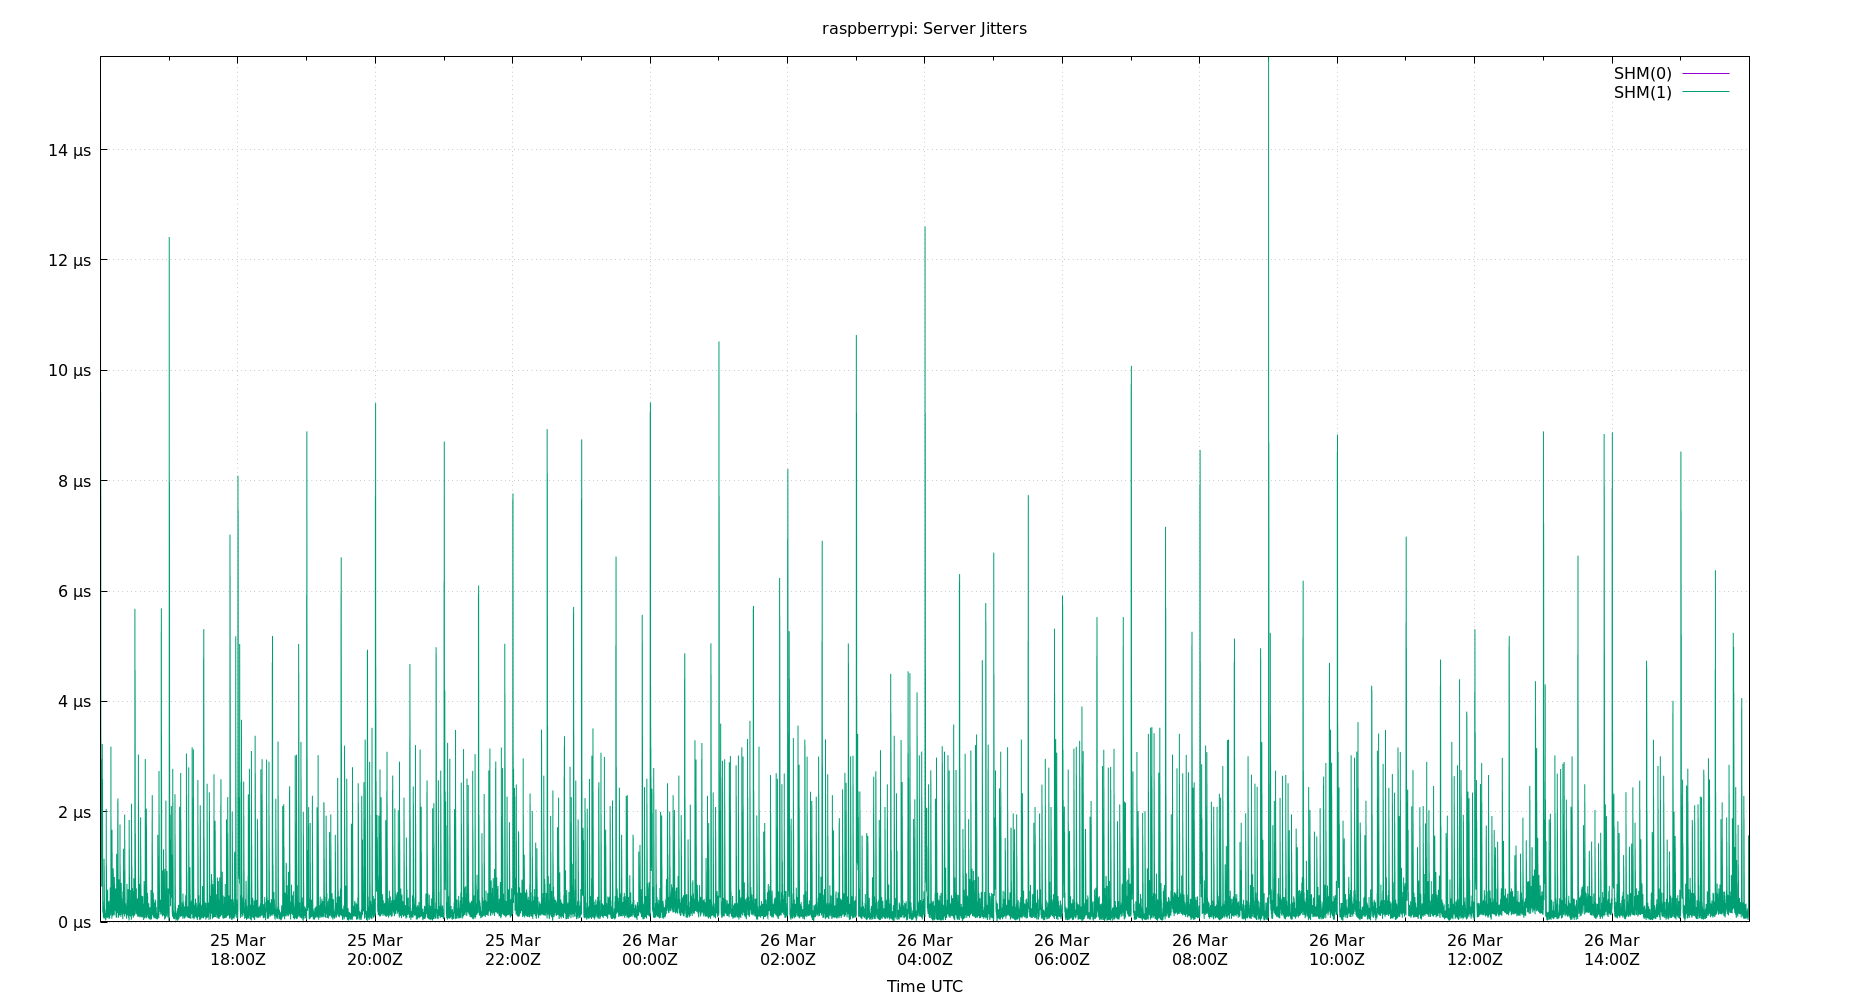 raspberrypi: Server Jitters
SHM(0)
SHM(1)
14 µs
12 µs
10 µs
8 µs
6 µs
4 µs
2 µs
0 µs
25 Mar 25 Mar 25 Mar 26 Mar 26 Mar 26 Mar 26 Mar 26 Mar 26 Mar 26 Mar 26 Mar
18:00Z 20:00Z 22:00Z 00:00Z 02:00Z 04:00Z 06:00Z 08:00Z 10:00Z 12:00Z 14:00Z
Time UTC